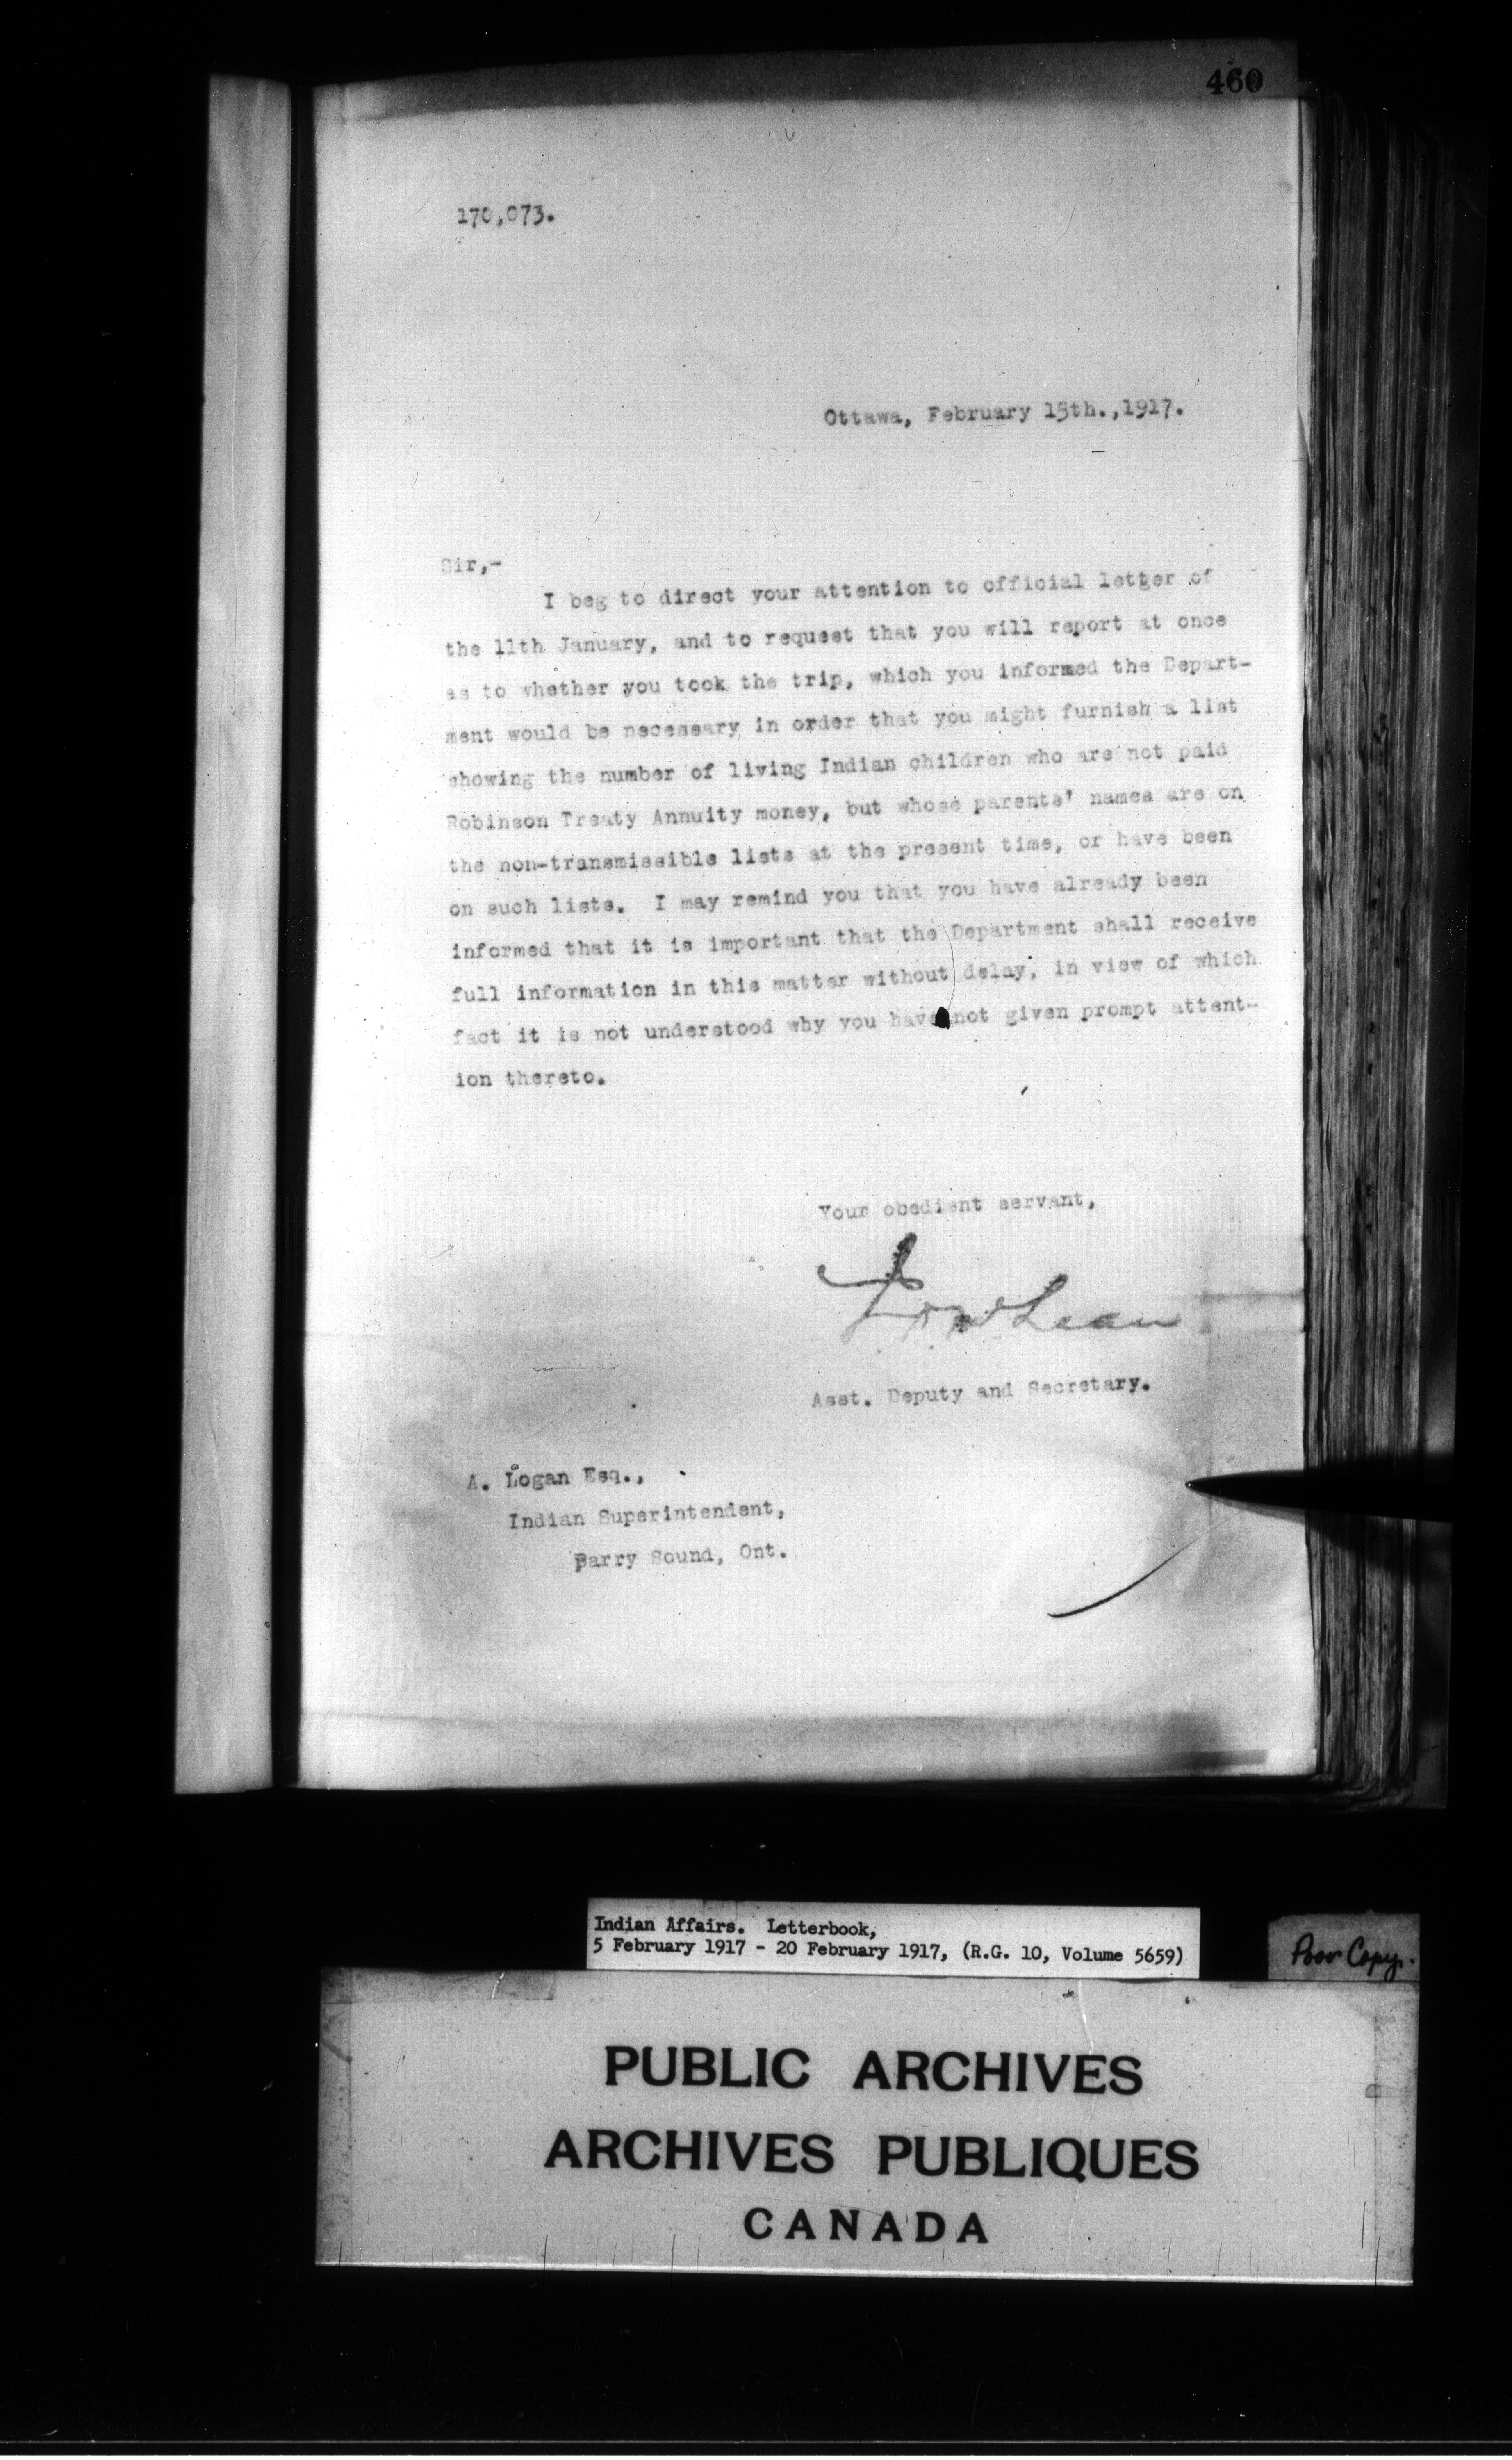 460
170,073.
Ottawa, February 15th.,1917.
Sir,-
I beg to direct your attention to official letter of
the 11th January, and to request that you will report at once
as to whether you took the trip, which you informed the Depart-
ment would be necessary in order that you might furnish a list
showing the number of living Indian children who are not paid
Robinson Treaty Annuity money, but whose parents' names are on
the non-transmissible lists at the present time, or have been
on such lists. I may remind you that you have already been
informed that it is important that the Department shall receive
full information in this matter without delay, in view of which
fact it is not understood why you have not given prompt attent-
ion thereto.
Your obedient servant,
Asst. Deputy and Secretary.
A. Logan Esq.,
Indian Superintendent,
Parry Sound, Ont.
Indian Affairs. Letterbook,
5 February 1917 - 20 February 1917, (R.G. 10, Volume 5659)
Poor Copy.
PUBLIC ARCHIVES
ARCHIVES PUBLIQUES
CANADA